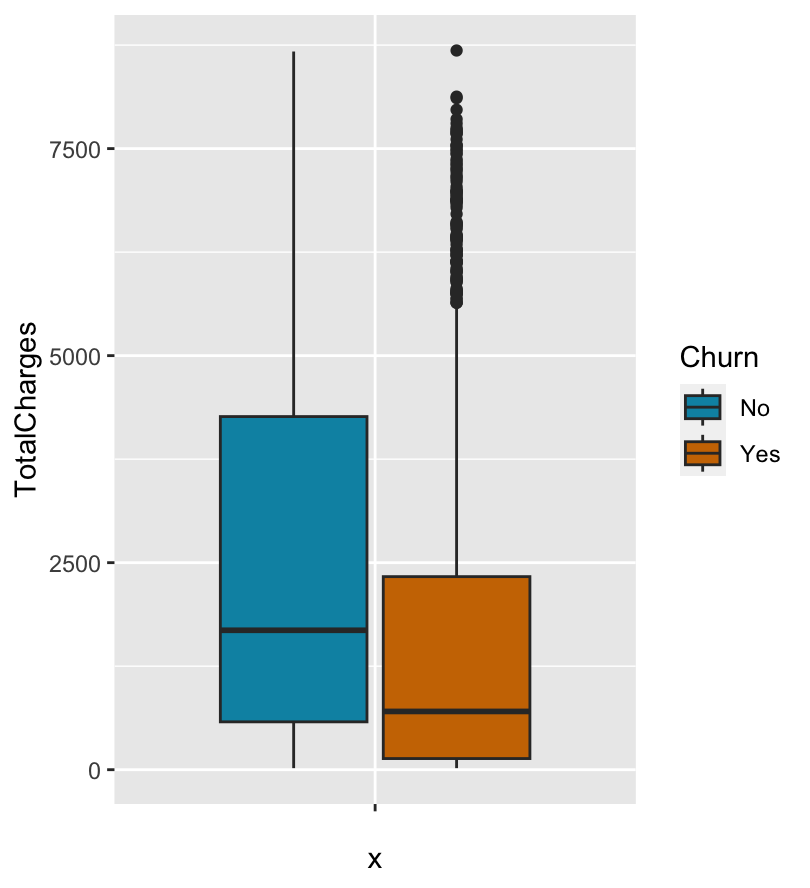 TotalCharges
7500
5000
2500
0
x
Churn
No
Yes